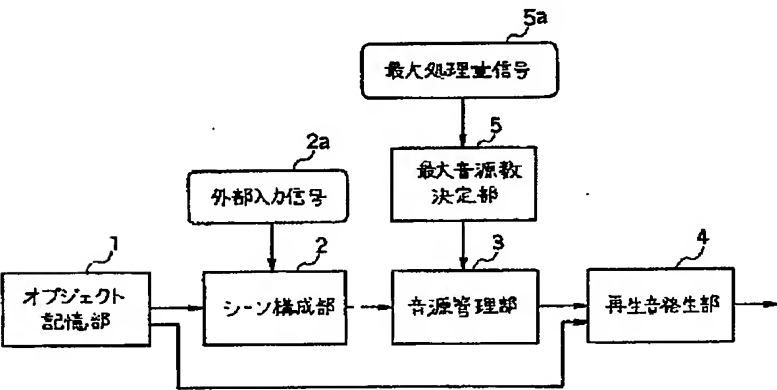 5a
最大処理量信号
5
最大音源数
決定部
2a
外部入力信号
1
オブジェクト
記憶部
2
シーン構成部
3
音源管理部
4
再生音発生部